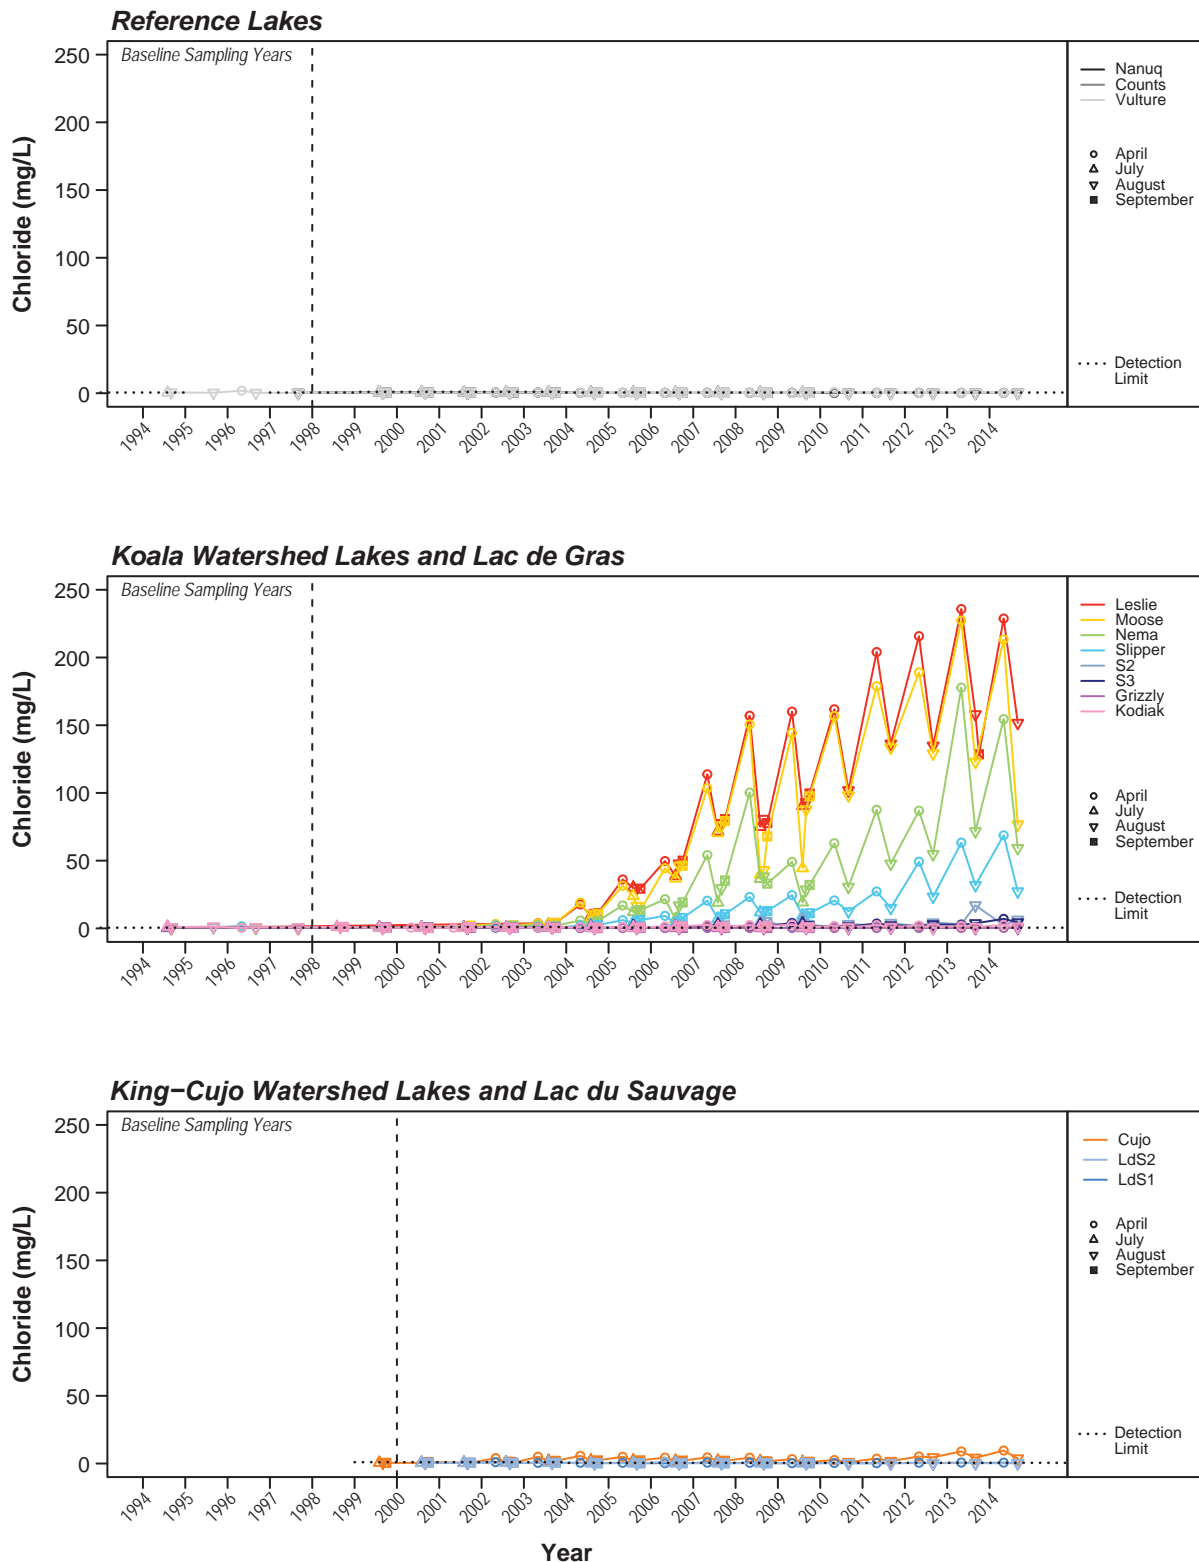 Reference Lakes
Baseline Sampling Years
250
200
150
100
50
0
Chloride (mg/L)
1994
1995
1996
1997
1998
1999
2000
2001
2002
2003
2004
2005
2006
2007
2008
2009
2010
2011
2012
2013
2014
Nanuq
Counts
Vulture
April
July
August
September
Detection
Limit
Koala Watershed Lakes and Lac de Gras
Baseline Sampling Years
250
200
150
100
50
0
Chloride (mg/L)
1994
1995
1996
1997
1998
1999
2000
2001
2002
2003
2004
2005
2006
2007
2008
2009
2010
2011
2012
2013
2014
Leslie
Moose
Nema
Slipper
S2
S3
Grizzly
Kodiak
April
July
August
September
Detection
Limit
King−Cujo Watershed Lakes and Lac du Sauvage
Baseline Sampling Years
250
200
150
100
50
0
Chloride (mg/L)
1994
1995
1996
1997
1998
1999
2000
2001
2002
2003
2004
2005
2006
2007
2008
2009
2010
2011
2012
2013
2014
Cujo
LdS2
LdS1
April
July
August
September
Detection
Limit
Year